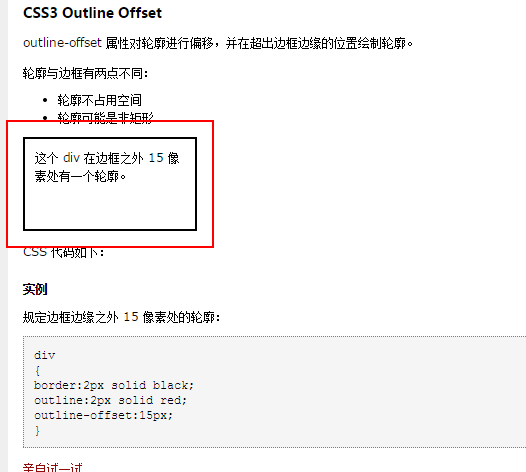 CSS3 Outline Offset
outline-offset 属性对轮廓进行偏移，并在超出边框边缘的位置绘制轮廓。
轮廓与边框有两点不同：
轮廓不占用空间
轮廓可能是非矩形
这个 div 在边框之外 15 像
素处有一个轮廓。
CSS 代码如下：
实例
规定边框边缘之外 15 像素处的轮廓：
div
{
border:2px solid black;
outline:2px solid red;
outline-offset:15px;
}
亲自试一试